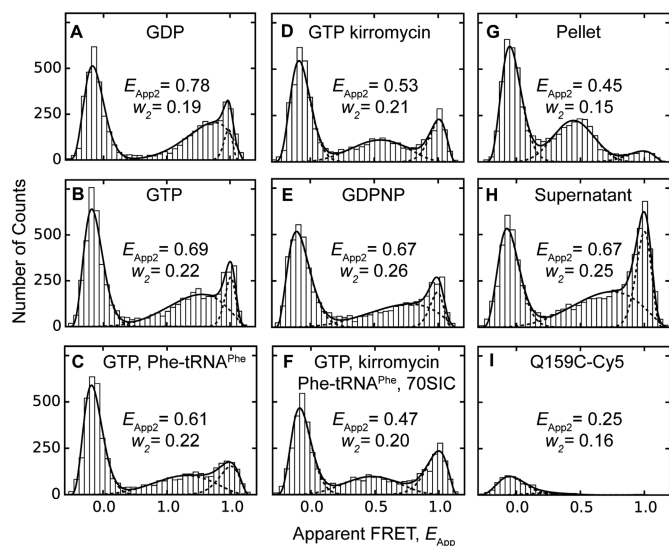 Number of Counts
A
GDP
E_App2 = 0.78
w_2 = 0.19
500
250
0
D
GTP kirromycin
E_App2 = 0.53
w_2 = 0.21
G
Pellet
E_App2 = 0.45
w_2 = 0.15
B
GTP
E_App2 = 0.69
w_2 = 0.22
500
250
0
E
GDPNP
E_App2 = 0.67
w_2 = 0.26
H
Supernatant
E_App2 = 0.67
w_2 = 0.25
C
GTP, Phe-tRNA^Phe
E_App2 = 0.61
w_2 = 0.22
500
250
0
F
GTP, kirromycin
Phe-tRNA^Phe, 70SIC
E_App2 = 0.47
w_2 = 0.20
I
Q159C-Cy5
E_App2 = 0.25
w_2 = 0.16
0.0 1.0 1.0
0.0 0.5 1.0
0.0 0.5 1.0
Apparent FRET, E_App